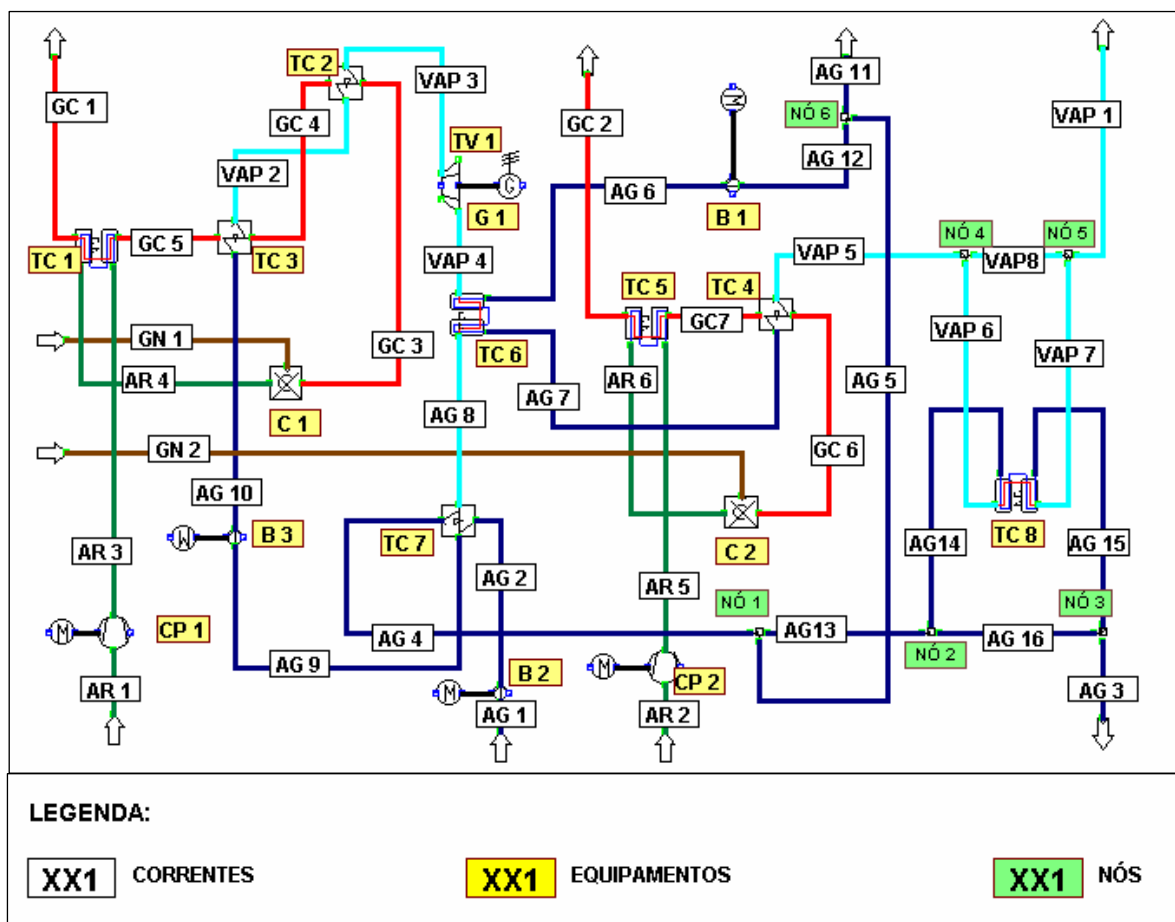 TC 2
AG 11
GC 1
VAP 3
GC 4
GC 2
NÓ 6
VAP 1
TV 1
AG 12
VAP 2
AG 6
B 1
G 1
NÓ 4
NÓ 5
GC 5
VAP 5
TC 1
TC 3
VAP 4
VAP8
TC 5
TC 4
GC7
VAP 6
GN 1
GC 3
TC 6
VAP 7
AR 4
AR 6
AG 5
AG 7
C 1
AG 8
GN 2
GC 6
AG 10
W
B 3
TC 7
C 2
TC 8
AG14
AG 15
AR 3
AG 2
AR 5
NÓ 1
NÓ 3
M
CP 1
AG 4
AG13
AG 16
NÓ 2
AG 9
B 2
M
CP 2
AR 1
M
AG 1
AR 2
AG 3
G
LEGENDA:
XX1 CORRENTES XX1 EQUIPAMENTOS XX1 NÓS